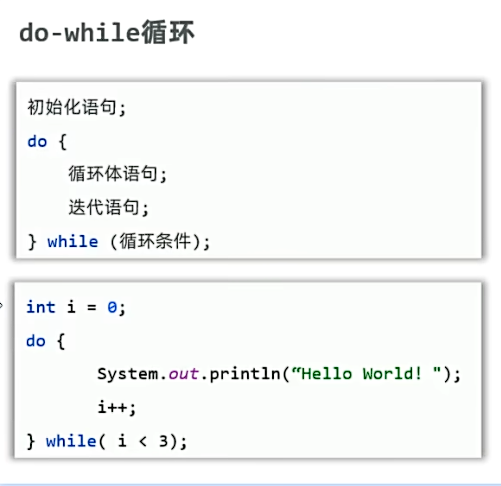 do-while循环
初始化语句;
do {
循环体语句;
迭代语句;
} while (循环条件);
int i = 0;
do {
System.out.println(“Hello World! ");
i++;
} while( i < 3);